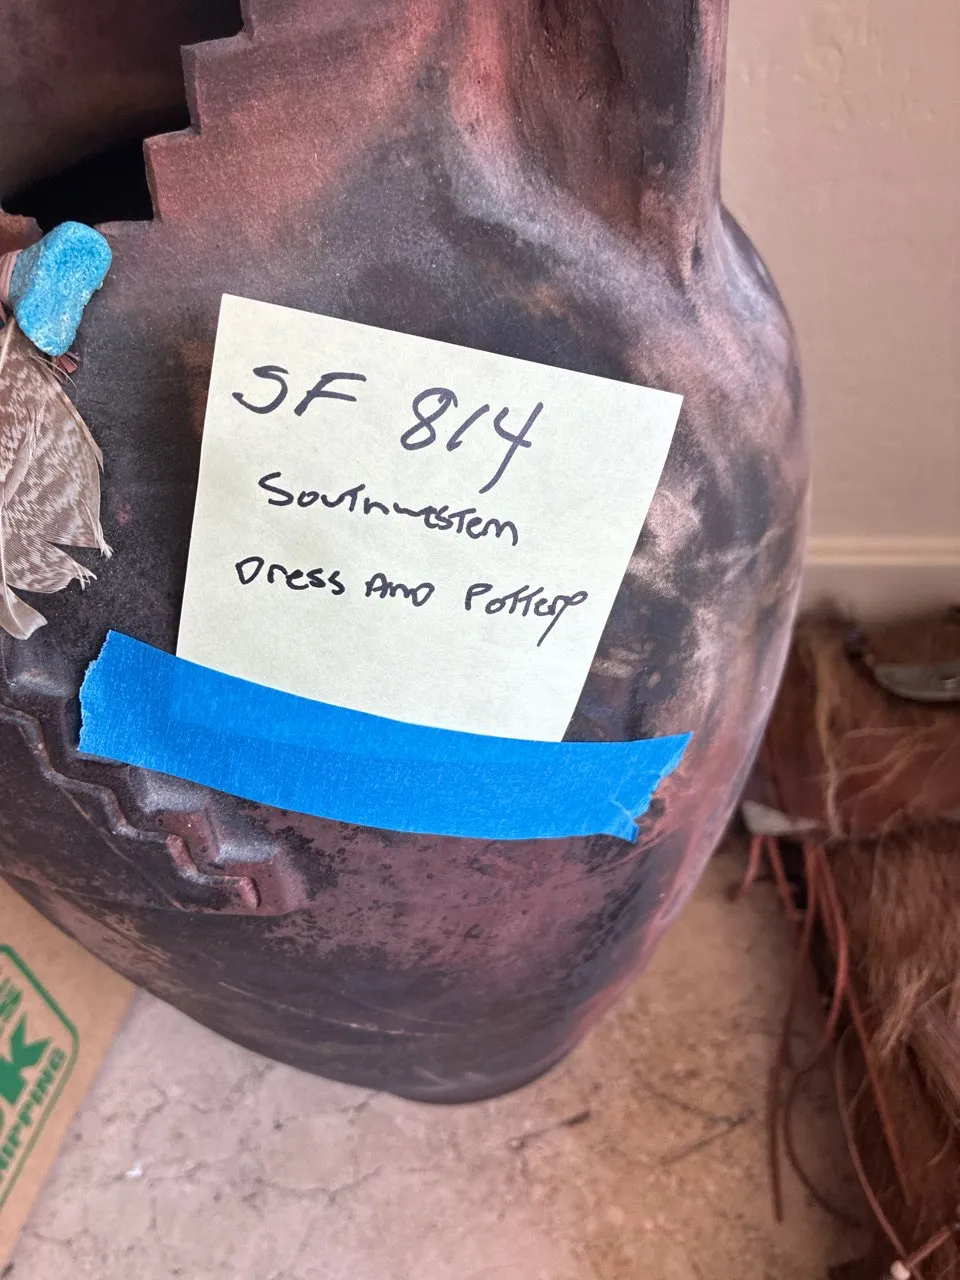 SF 814
Southwestern
Dress AND Pottery